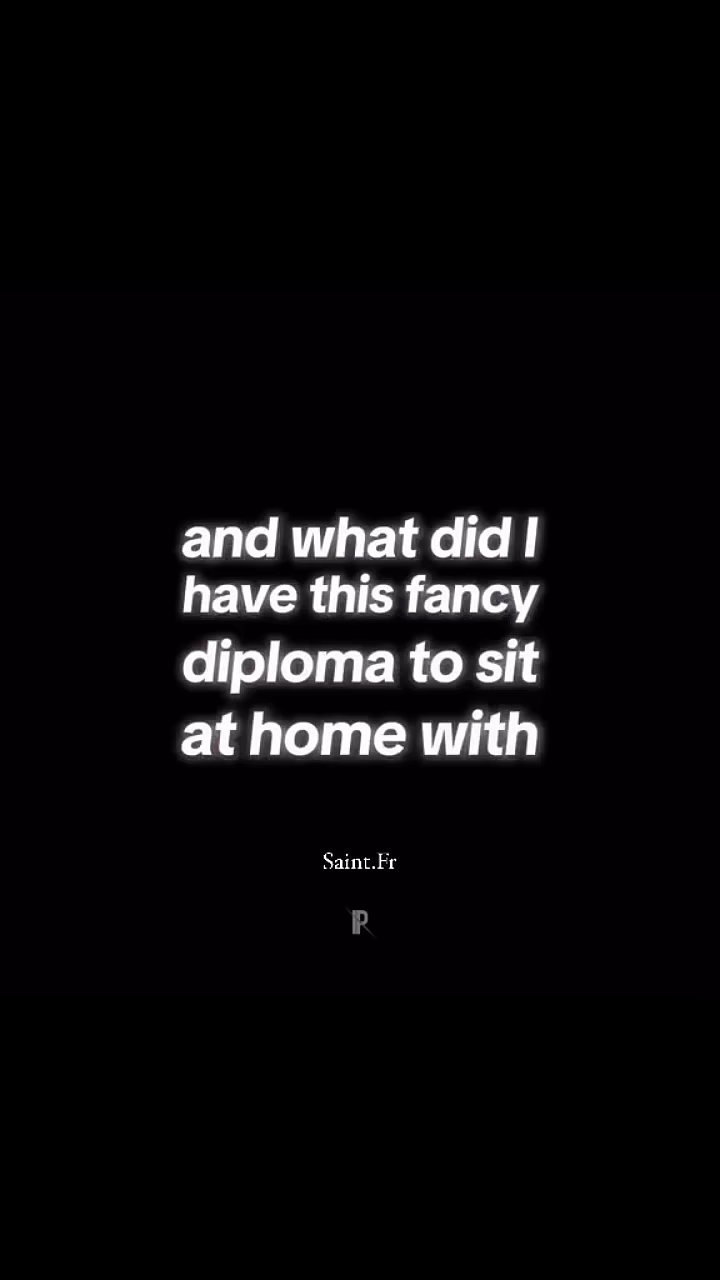 and what did I
have this fancy
diploma to sit
at home with
Saint.Fr